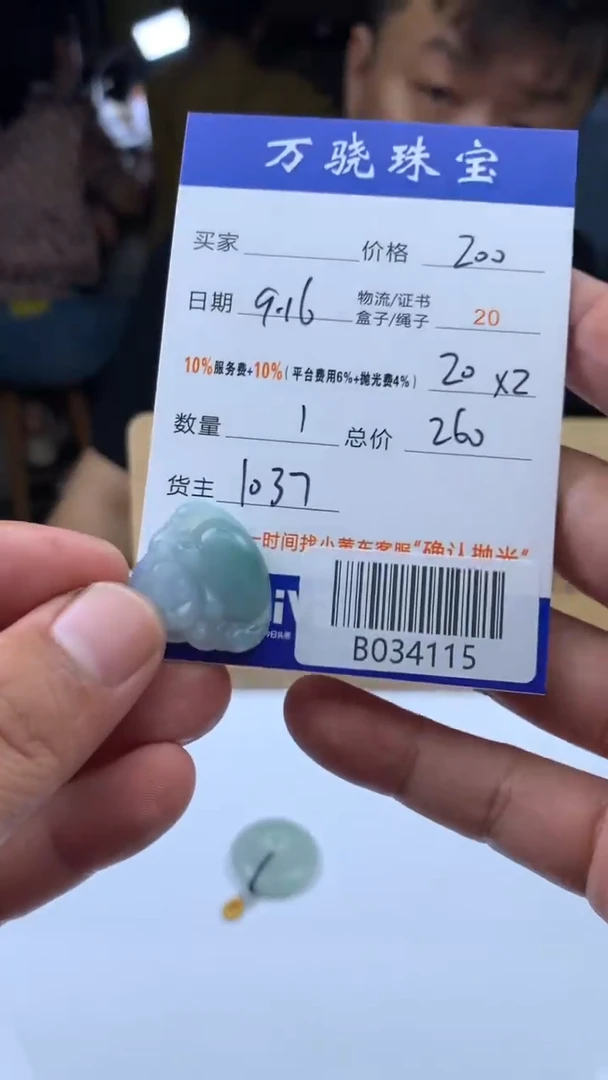 万骁珠宝
买家 价格 200
日期 9.16 物流/证书 盒子/绳子 20
10%服务费+10%(平台费用6%+抛光费4%) 20 x2
数量 1 总价 260
货主 1037
一时间找小董东客服"确认抛光"
B034115